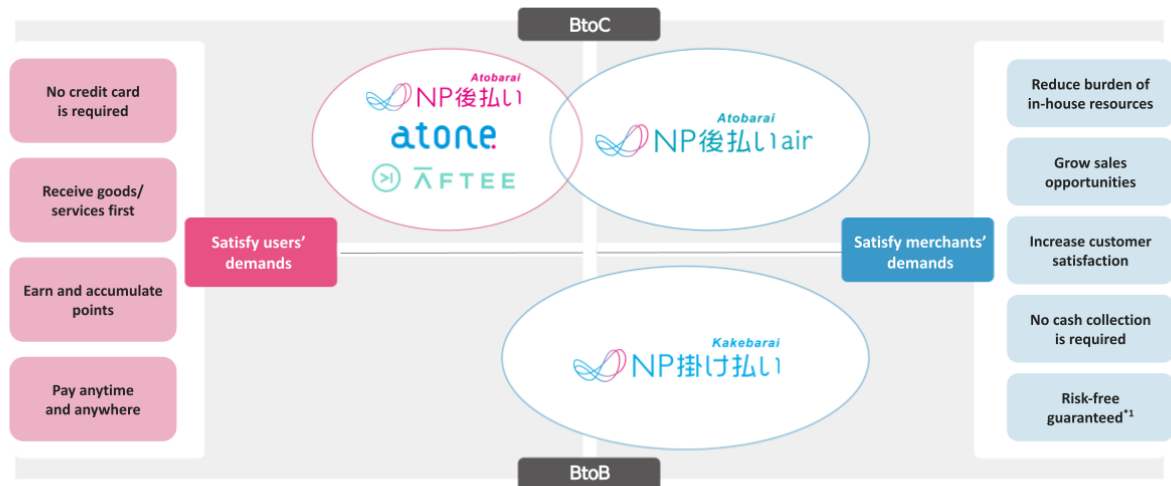 BtoC
No credit card
is required
Receive goods/
services first
Earn and accumulate
points
Pay anytime
and anywhere
Satisfy users’
demands
Atobarai
NP後払い
atone
AFTEE
Atobarai
NP後払いair
Kakebarai
NP掛け払い
Satisfy merchants’
demands
Reduce burden of
in-house resources
Grow sales
opportunities
Increase customer
satisfaction
No cash collection
is required
Risk-free
guaranteed*1
BtoB